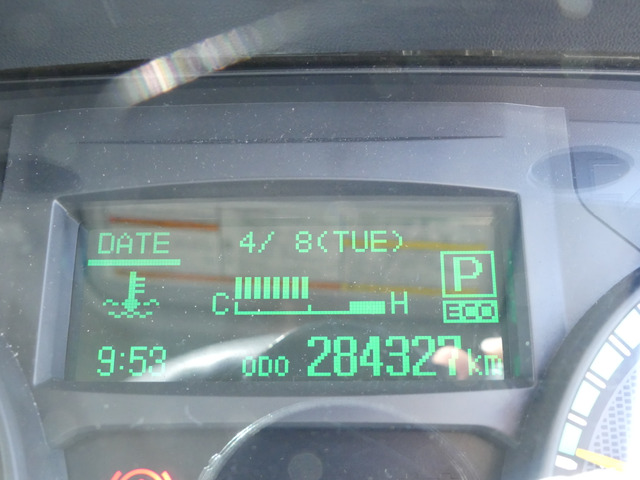 DATE 4/ 8(TUE)
P
C H ECO
9:53 ODO 284327 km